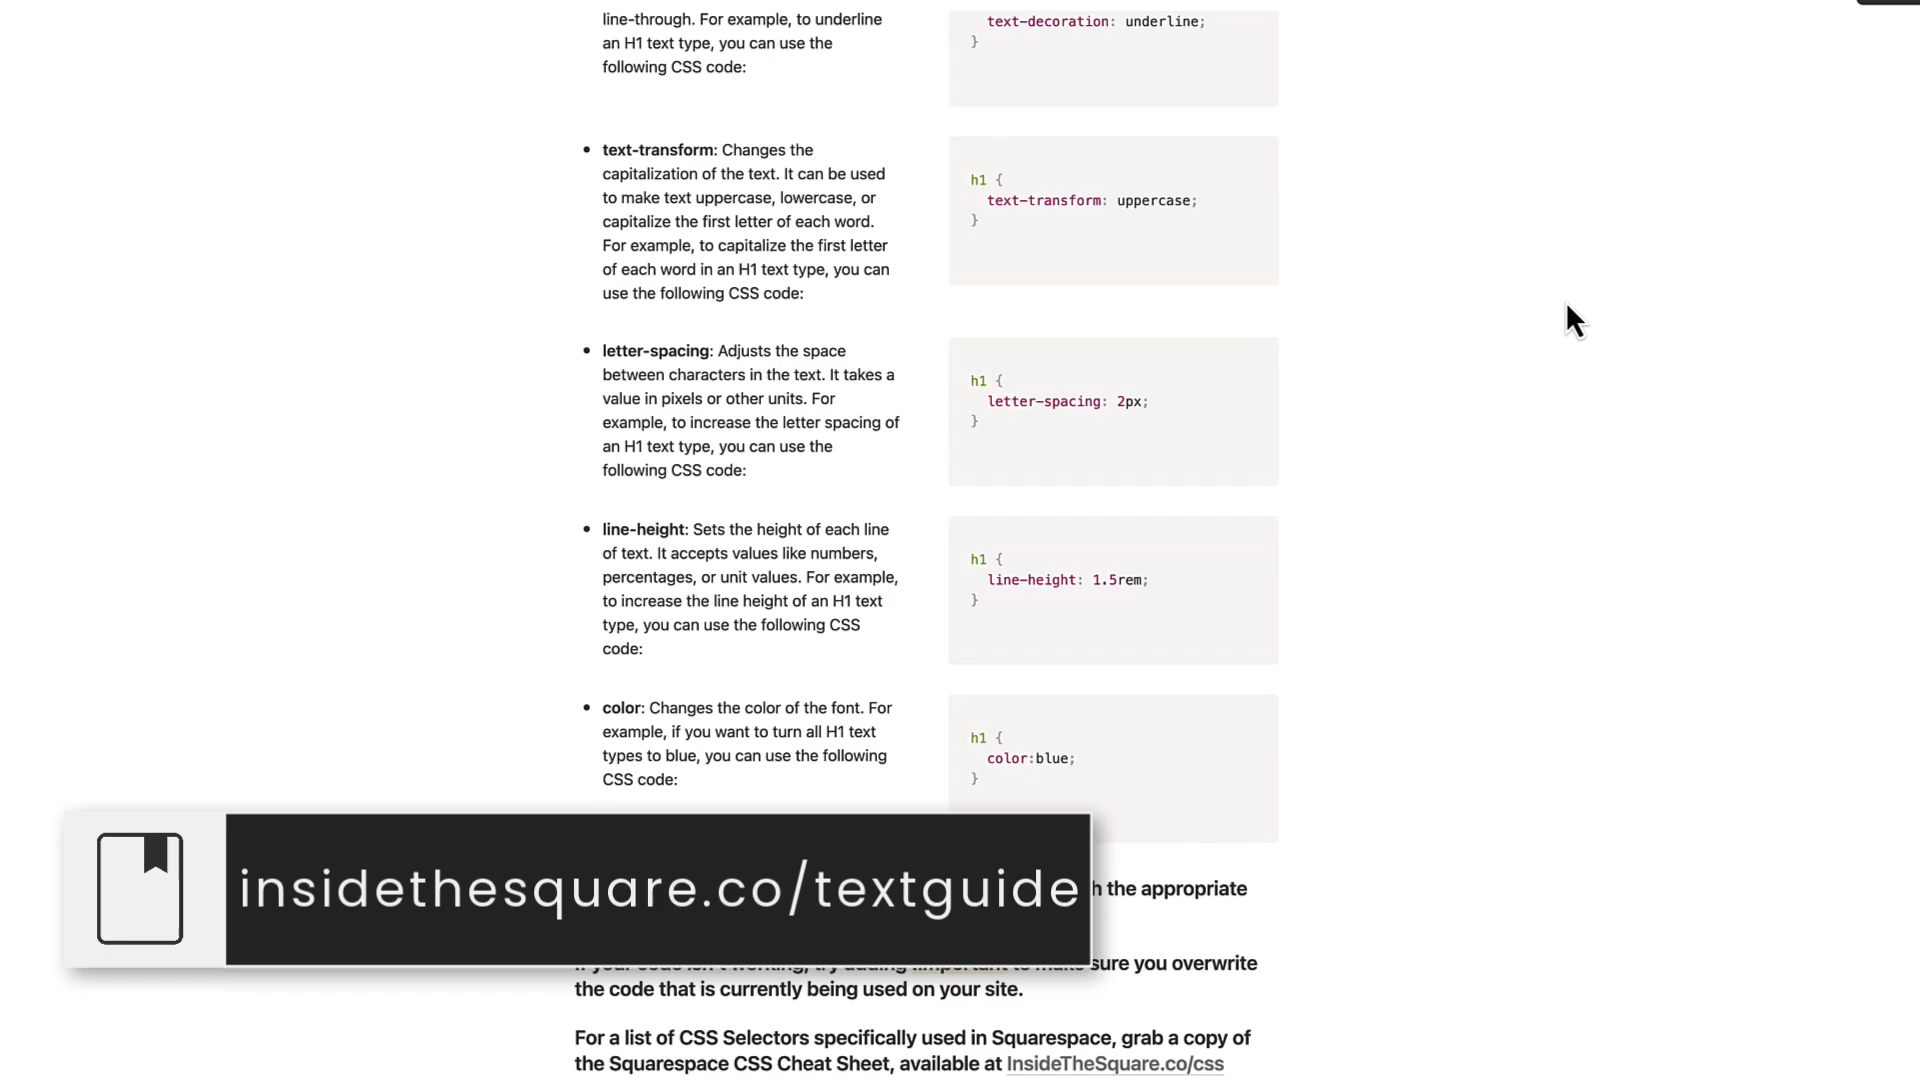 line-through. For example, to underline
an H1 text type, you can use the
following CSS code:
text-decoration: underline;
}
• text-transform: Changes the
capitalization of the text. It can be used
to make text uppercase, lowercase, or
capitalize the first letter of each word.
For example, to capitalize the first letter
of each word in an H1 text type, you can
use the following CSS code:
h1 {
text-transform: uppercase;
}
• letter-spacing: Adjusts the space
between characters in the text. It takes a
value in pixels or other units. For
example, to increase the letter spacing of
an H1 text type, you can use the
following CSS code:
h1 {
letter-spacing: 2px;
}
• line-height: Sets the height of each line
of text. It accepts values like numbers,
percentages, or unit values. For example,
to increase the line height of an H1 text
type, you can use the following CSS
code:
h1 {
line-height: 1.5rem;
}
• color: Changes the color of the font. For
example, if you want to turn all H1 text
types to blue, you can use the following
CSS code:
h1 {
color:blue;
}
insidethesquare.co/textguide
the appropriate
sure you overwrite
the code that is currently being used on your site.
For a list of CSS Selectors specifically used in Squarespace, grab a copy of
the Squarespace CSS Cheat Sheet, available at InsideTheSquare.co/css